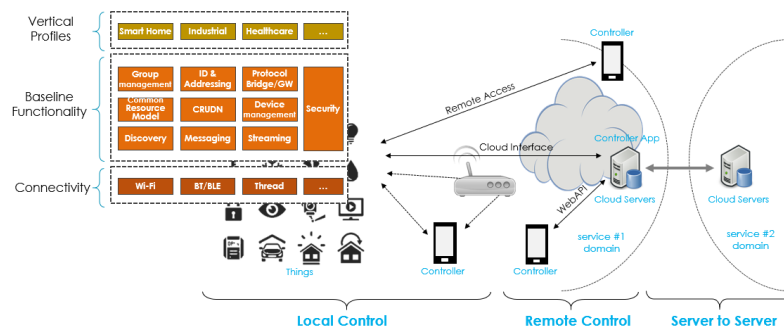 Vertical
Profiles
Smart Home
Industrial
Healthcare
...
Baseline
Functionality
Group
management
ID &
Addressing
Protocol
Bridge/GW
Security
Common
Resource
Model
CRUDN
Device
management
Discovery
Messaging
Streaming
Connectivity
Wi-Fi
BT/BLE
Thread
...
Things
Controller
Remote Access
Cloud Interface
Controller App
Cloud Servers
WebAPI
Controller
Controller
service #1
domain
Cloud Servers
service #2
domain
Local Control
Remote Control
Server to Server